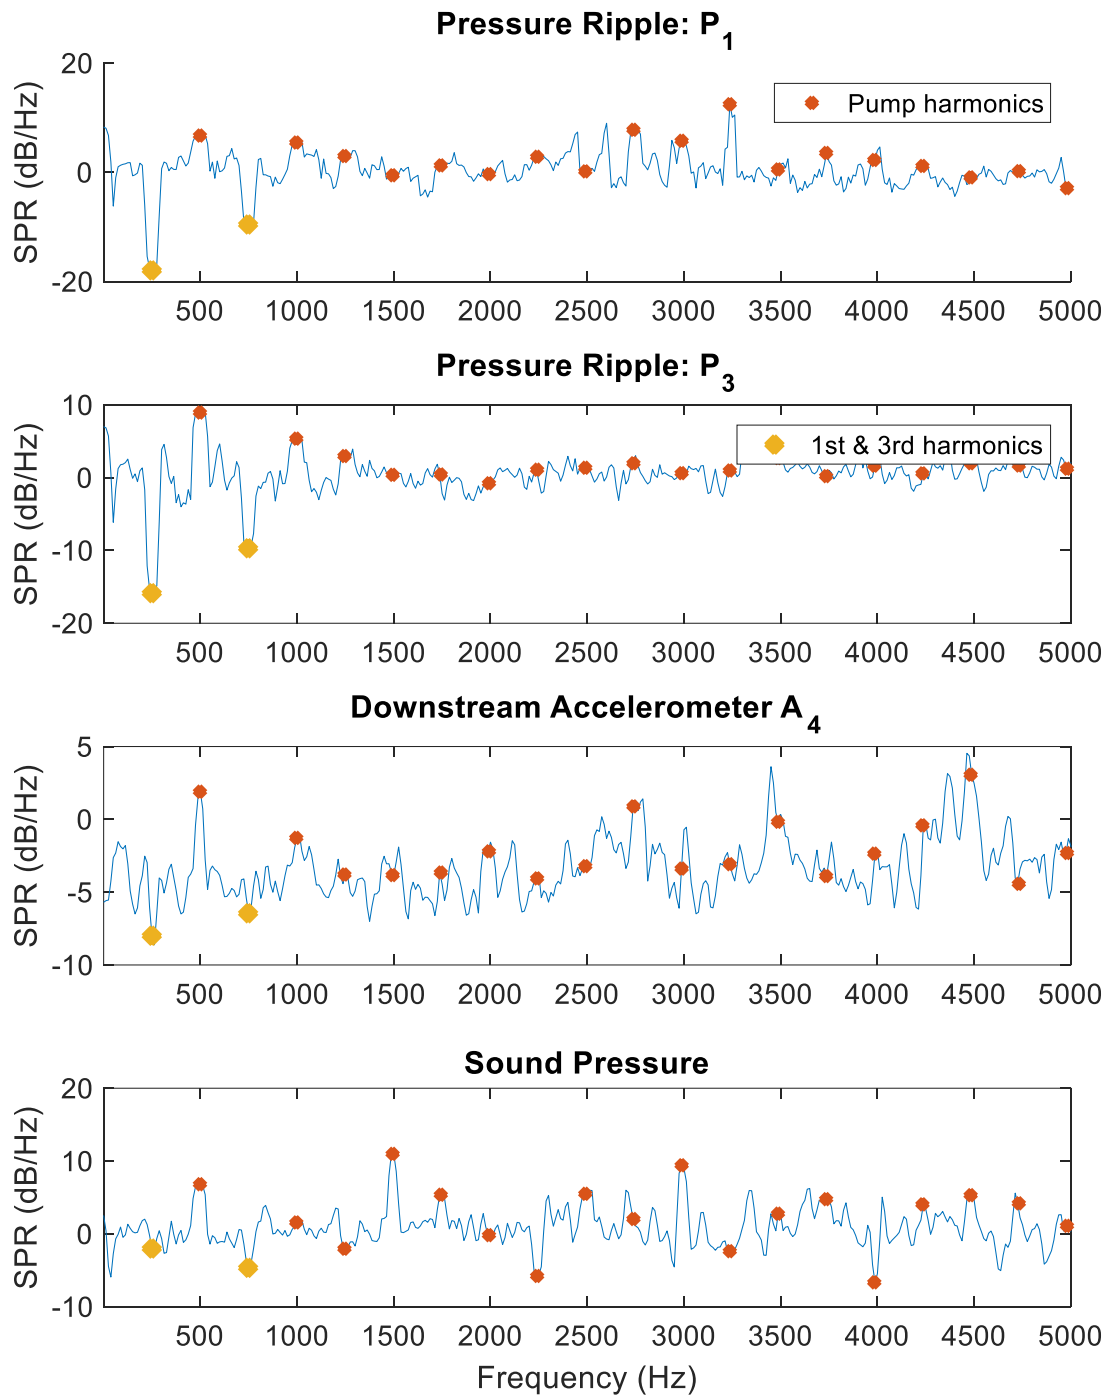 Pressure Ripple: P1
SPR (dB/Hz)
20
10
0
-10
-20
Pump harmonics
500 1000 1500 2000 2500 3000 3500 4000 4500 5000
Pressure Ripple: P3
SPR (dB/Hz)
10
0
-10
-20
1st & 3rd harmonics
500 1000 1500 2000 2500 3000 3500 4000 4500 5000
Downstream Accelerometer A4
SPR (dB/Hz)
5
0
-5
-10
500 1000 1500 2000 2500 3000 3500 4000 4500 5000
Sound Pressure
SPR (dB/Hz)
20
10
0
-10
500 1000 1500 2000 2500 3000 3500 4000 4500 5000
Frequency (Hz)